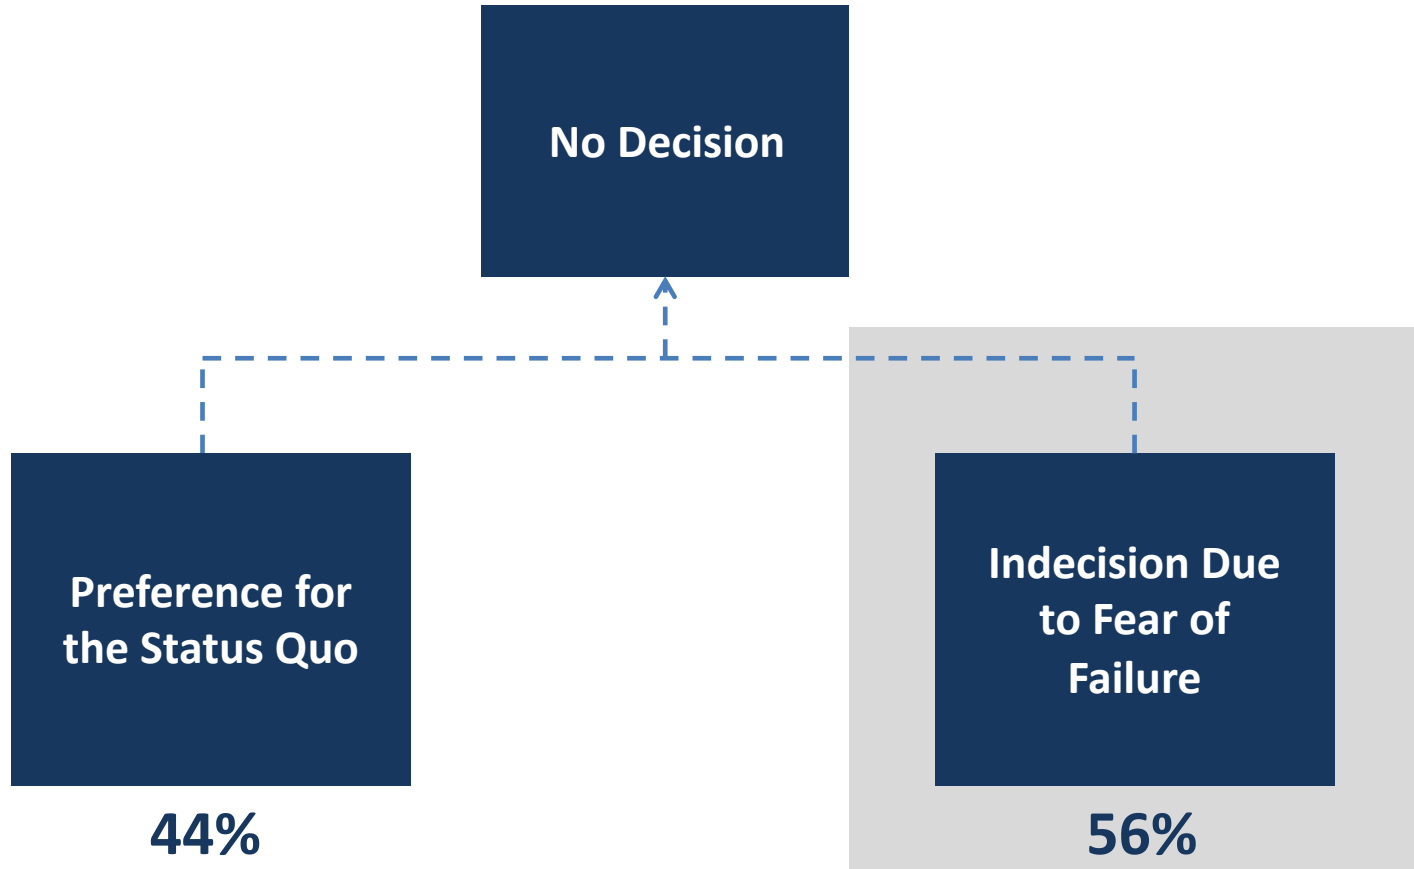 No Decision
Preference for
the Status Quo
44%
Indecision Due
to Fear of
Failure
56%